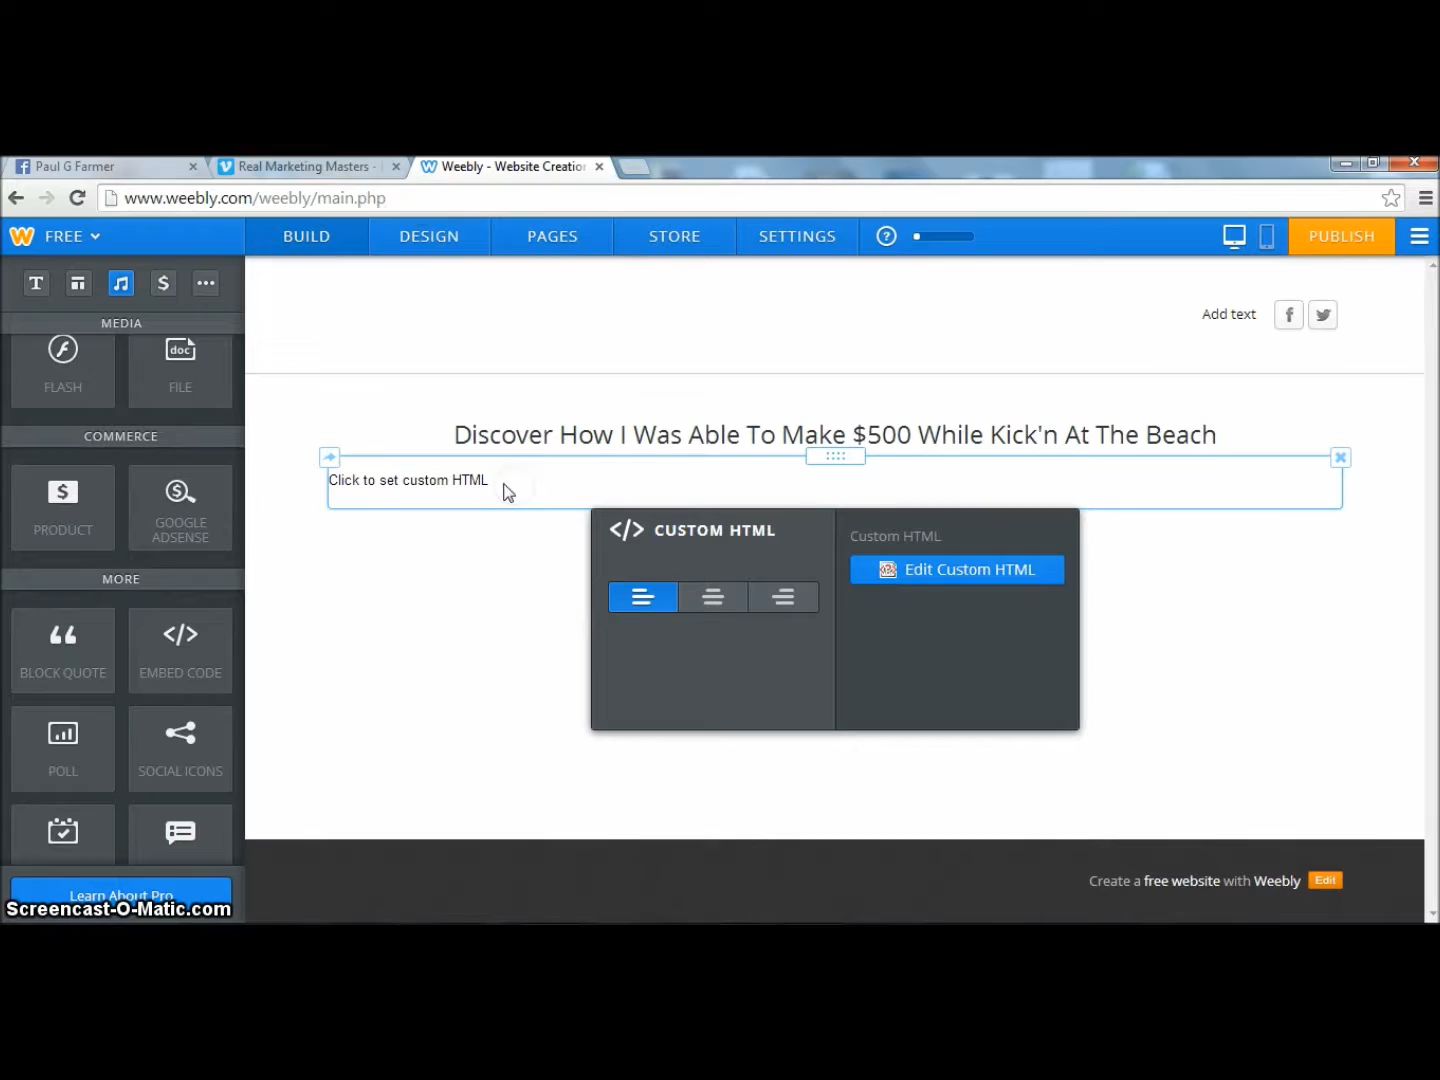 Paul G Farmer
Real Marketing Masters -
Weebly - Website Creation
www.weebly.com/weebly/main.php
FREE
BUILD
DESIGN
PAGES
STORE
SETTINGS
PUBLISH
MEDIA
FLASH
FILE
Add text
COMMERCE
PRODUCT
GOOGLE
ADSENSE
Discover How I Was Able To Make $500 While Kick'n At The Beach
Click to set custom HTML
</> CUSTOM HTML
Custom HTML
Edit Custom HTML
MORE
BLOCK QUOTE
EMBED CODE
POLL
SOCIAL ICONS
Learn About Pro
Screencast-O-Matic.com
Create a free website with Weebly
Edit